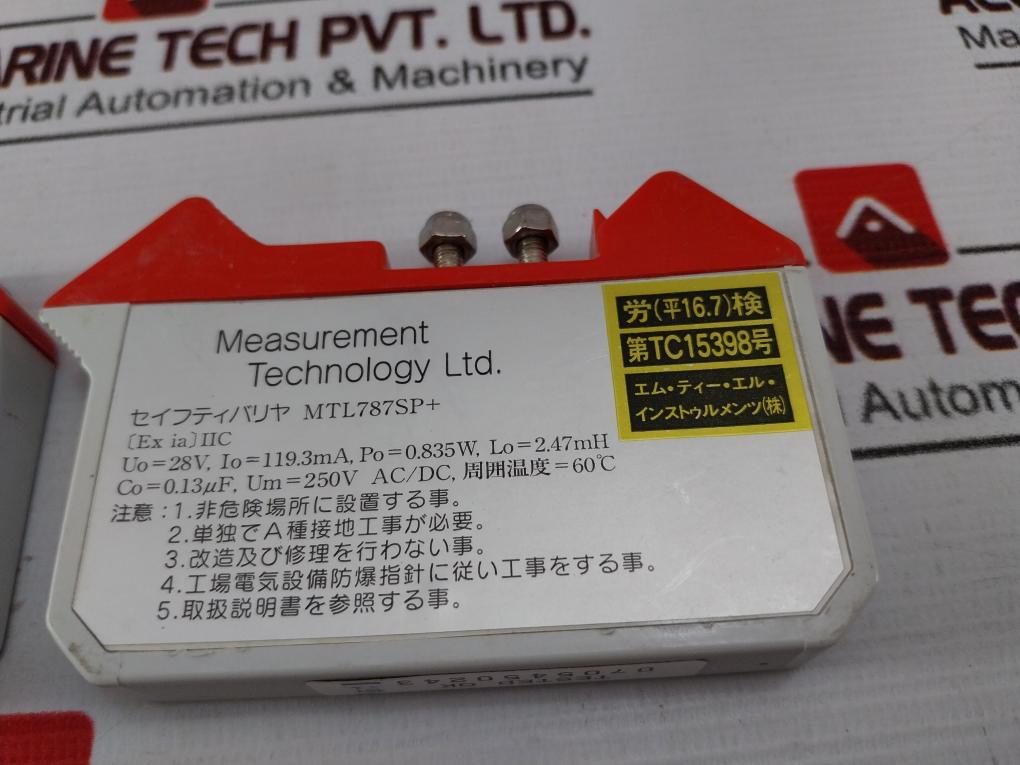 ARINE TECH PVT. LTD.
trial Automation & Machinery
Ma
NE TEC
Autom
Measurement
Technology Ltd.
セイフティバリヤ MTL787SP+
〔Ex ia〕IIC
Uo=28V, Io=119.3mA, Po=0.835W, Lo=2.47mH
Co=0.13μF, Um=250V AC/DC, 周囲温度=60℃
注意:1.非危険場所に設置する事。
2.単独でA種接地工事が必要。
3.改造及び修理を行わない事。
4.工場電気設備防爆指針に従い工事をする事。
5.取扱説明書を参照する事。
労(平16.7)検
第TC15398号
エム・ティー・エル・
インストゥルメンツ㈱
TESTED OK